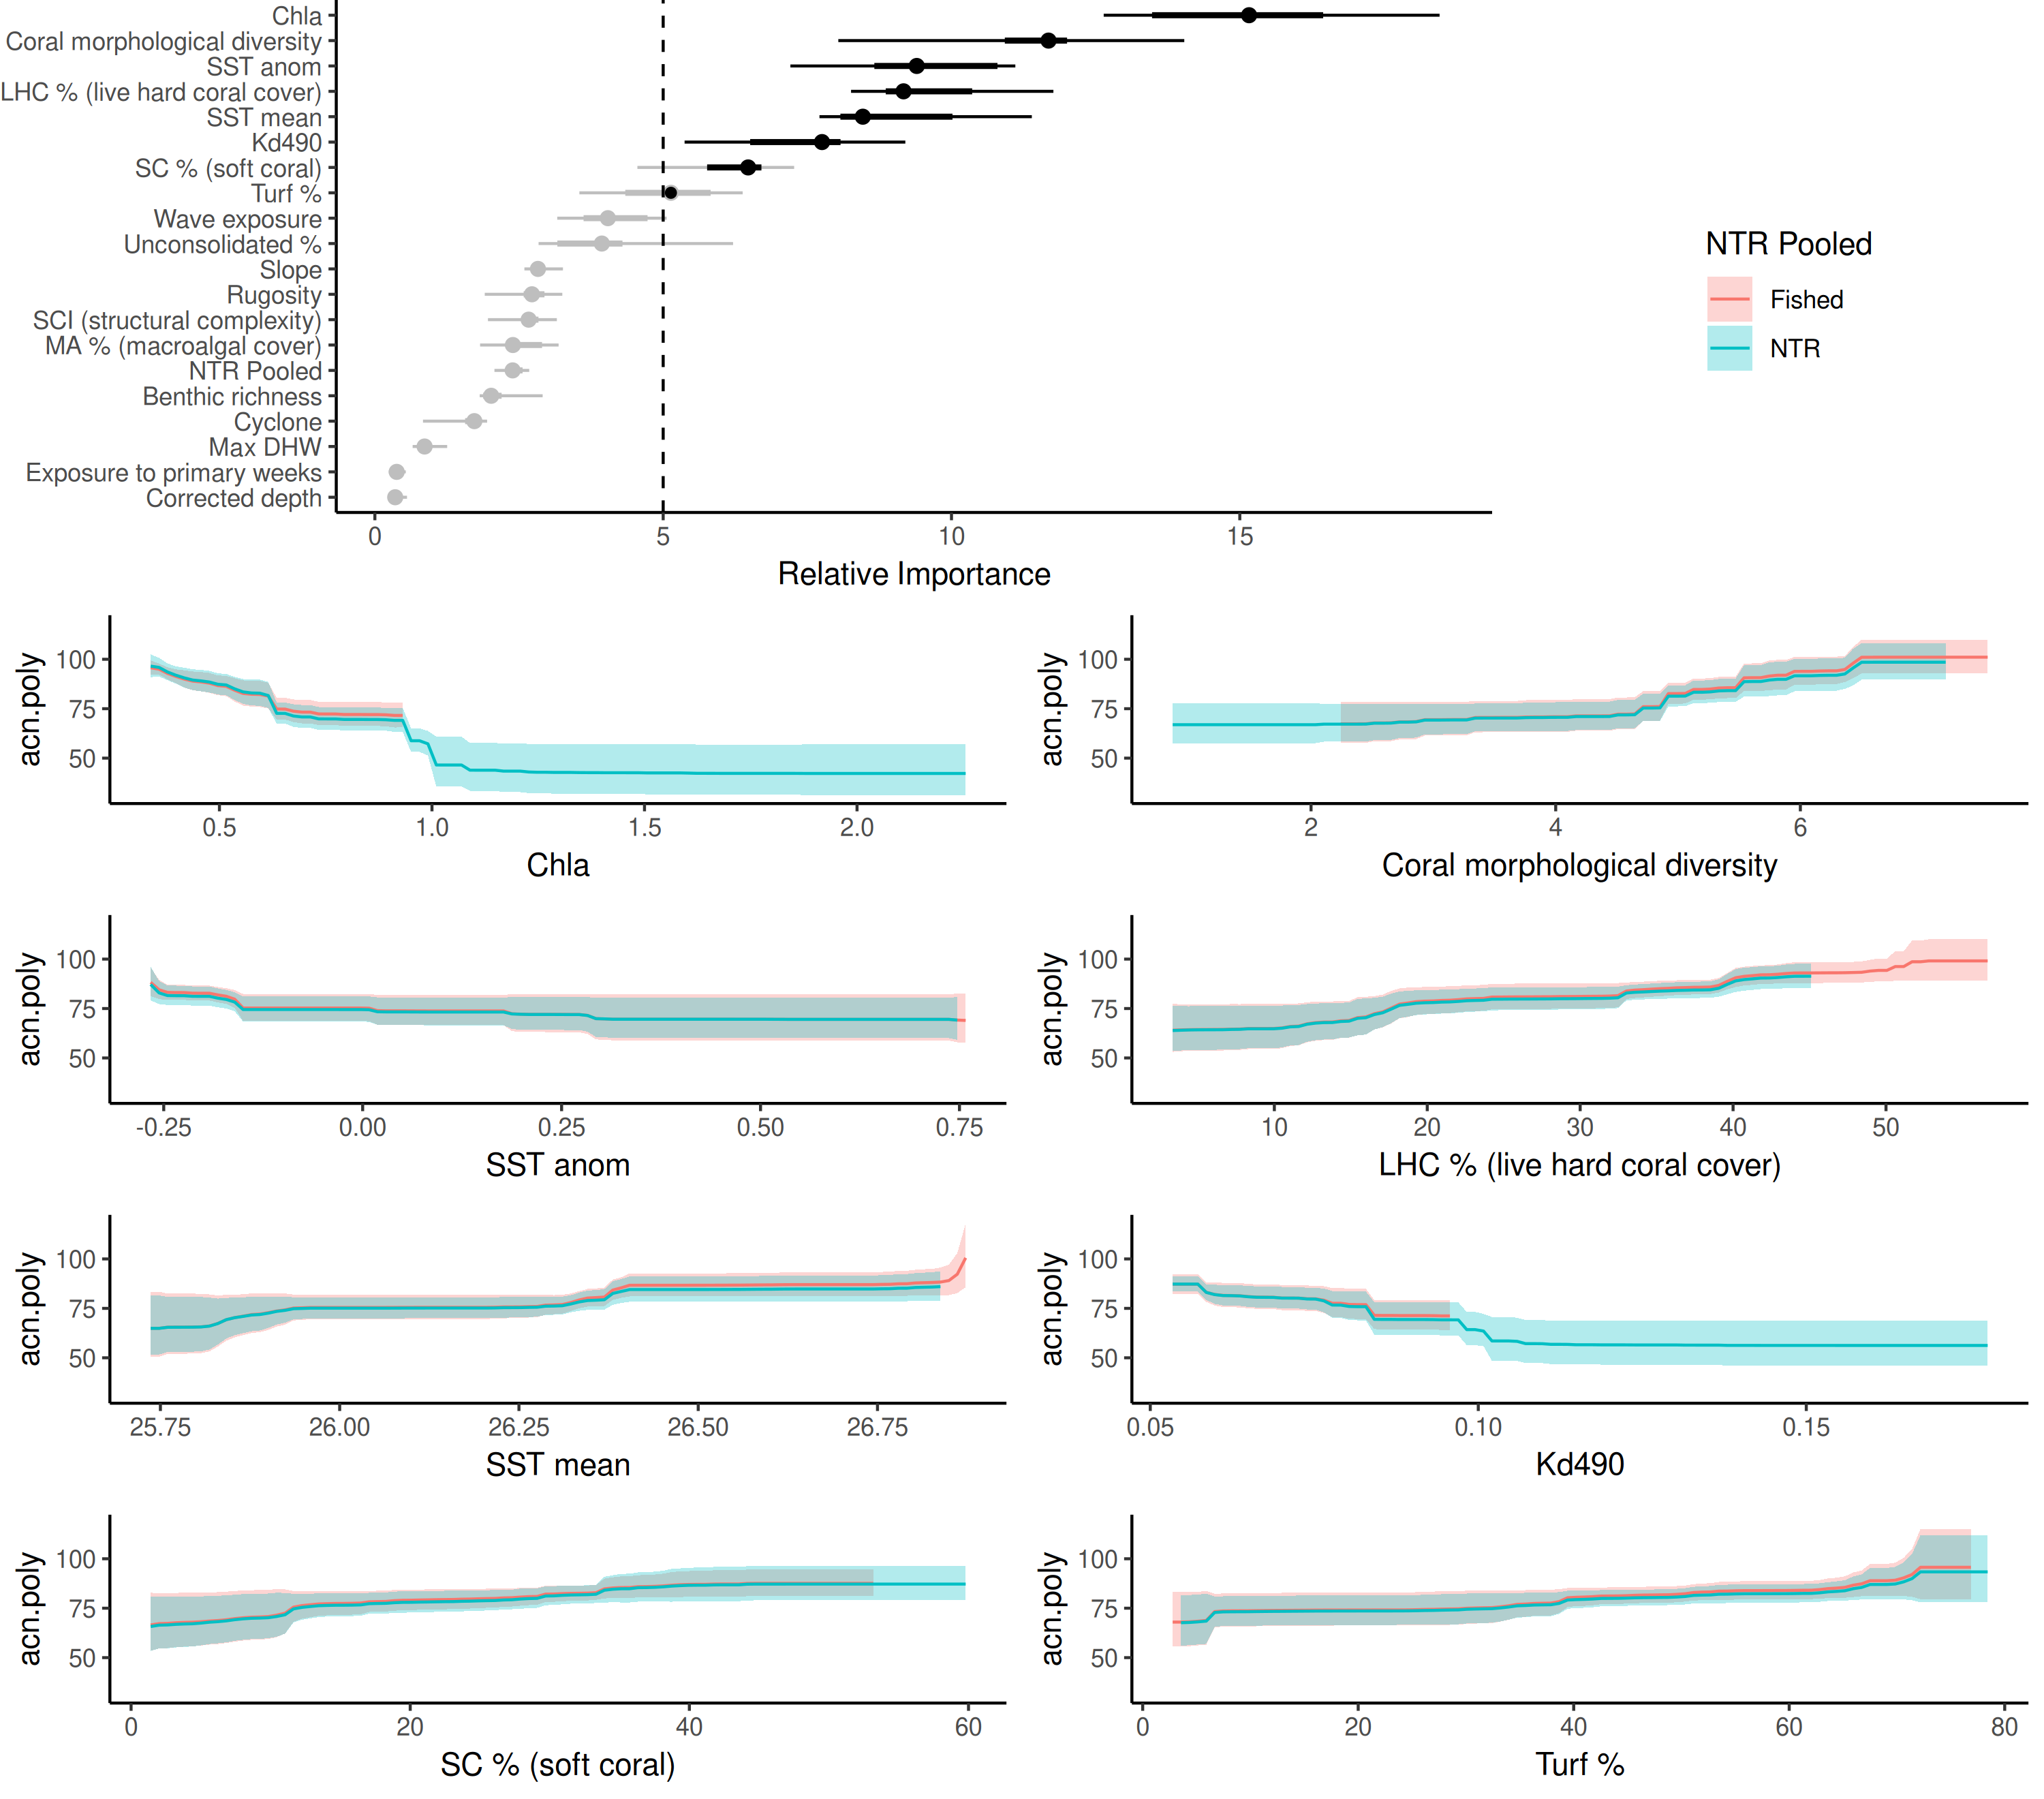 Chla
Coral morphological diversity
SST anom
LHC % (live hard coral cover)
SST mean
Kd490
SC % (soft coral)
Turf %
Wave exposure
Unconsolidated %
Slope
Rugosity
SCI (structural complexity)
MA % (macroalgal cover)
NTR Pooled
Benthic richness
Cyclone
Max DHW
Exposure to primary weeks
Corrected depth
0 5 10 15
Relative Importance
NTR Pooled
Fished
NTR
acn.poly
100
75
50
0.5 1.0 1.5 2.0
Chla
acn.poly
100
75
50
2 4 6
Coral morphological diversity
acn.poly
100
75
50
-0.25 0.00 0.25 0.50 0.75
SST anom
acn.poly
100
75
50
10 20 30 40 50
LHC % (live hard coral cover)
acn.poly
100
75
50
25.75 26.00 26.25 26.50 26.75
SST mean
acn.poly
100
75
50
0.05 0.10 0.15
Kd490
acn.poly
100
75
50
0 20 40 60
SC % (soft coral)
acn.poly
100
75
50
0 20 40 60 80
Turf %